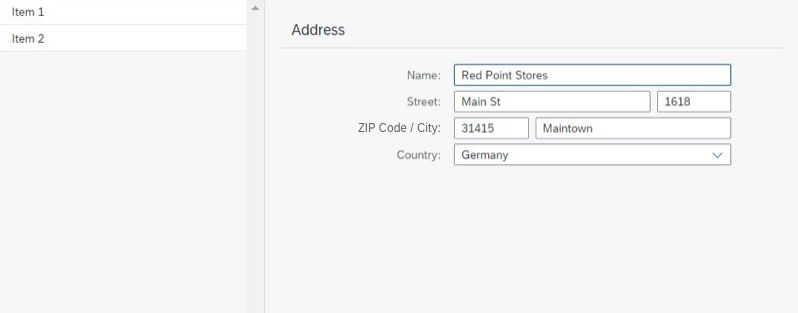 Item 1
Item 2
Address
Name: Red Point Stores
Street: Main St 1618
ZIP Code / City: 31415 Maintown
Country: Germany